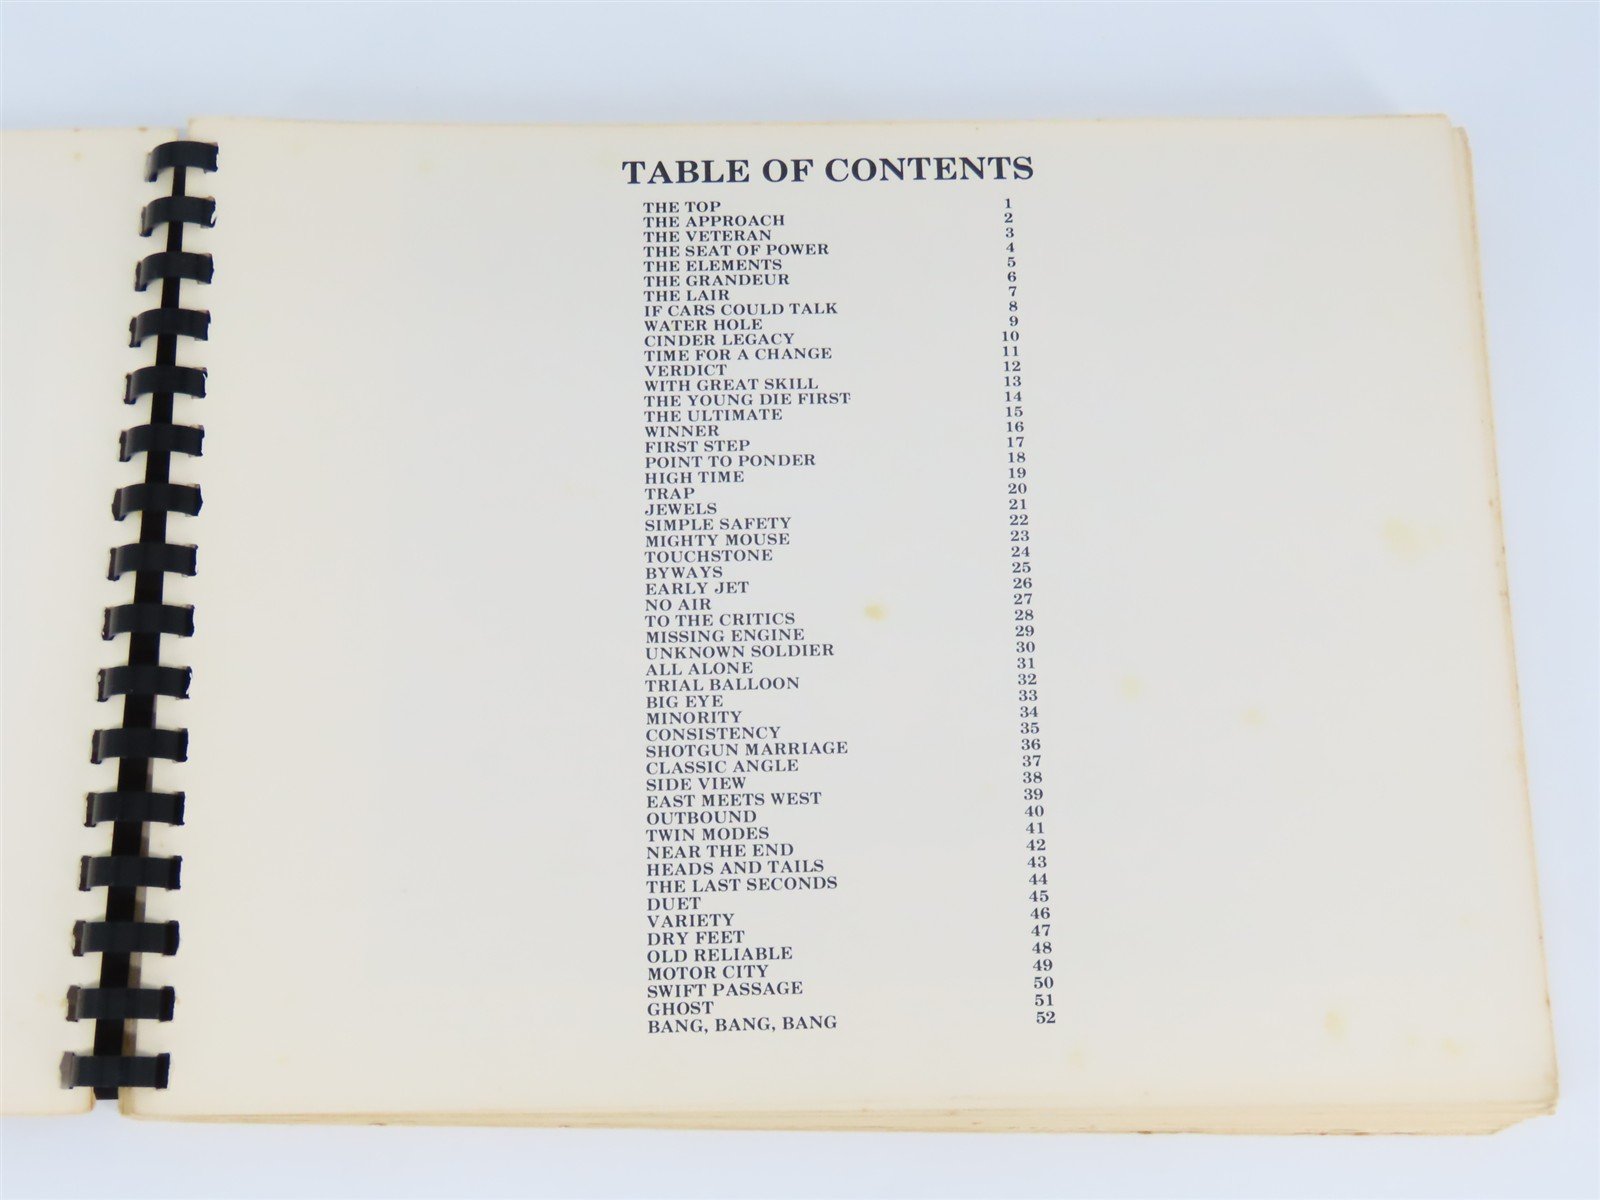 TABLE OF CONTENTS
THE TOP 1
THE APPROACH 2
THE VETERAN 3
THE SEAT OF POWER 4
THE ELEMENTS 5
THE GRANDEUR 6
THE LAIR 7
IF CARS COULD TALK 8
WATER HOLE 9
CINDER LEGACY 10
TIME FOR A CHANGE 11
VERDICT 12
WITH GREAT SKILL 13
THE YOUNG DIE FIRST 14
THE ULTIMATE 15
WINNER 16
FIRST STEP 17
POINT TO PONDER 18
HIGH TIME 19
TRAP 20
JEWELS 21
SIMPLE SAFETY 22
MIGHTY MOUSE 23
TOUCHSTONE 24
BYWAYS 25
EARLY JET 26
NO AIR 27
TO THE CRITICS 28
MISSING ENGINE 29
UNKNOWN SOLDIER 30
ALL ALONE 31
TRIAL BALLOON 32
BIG EYE 33
MINORITY 34
CONSISTENCY 35
SHOTGUN MARRIAGE 36
CLASSIC ANGLE 37
SIDE VIEW 38
EAST MEETS WEST 39
OUTBOUND 40
TWIN MODES 41
NEAR THE END 42
HEADS AND TAILS 43
THE LAST SECONDS 44
DUET 45
VARIETY 46
DRY FEET 47
OLD RELIABLE 48
MOTOR CITY 49
SWIFT PASSAGE 50
GHOST 51
BANG, BANG, BANG 52